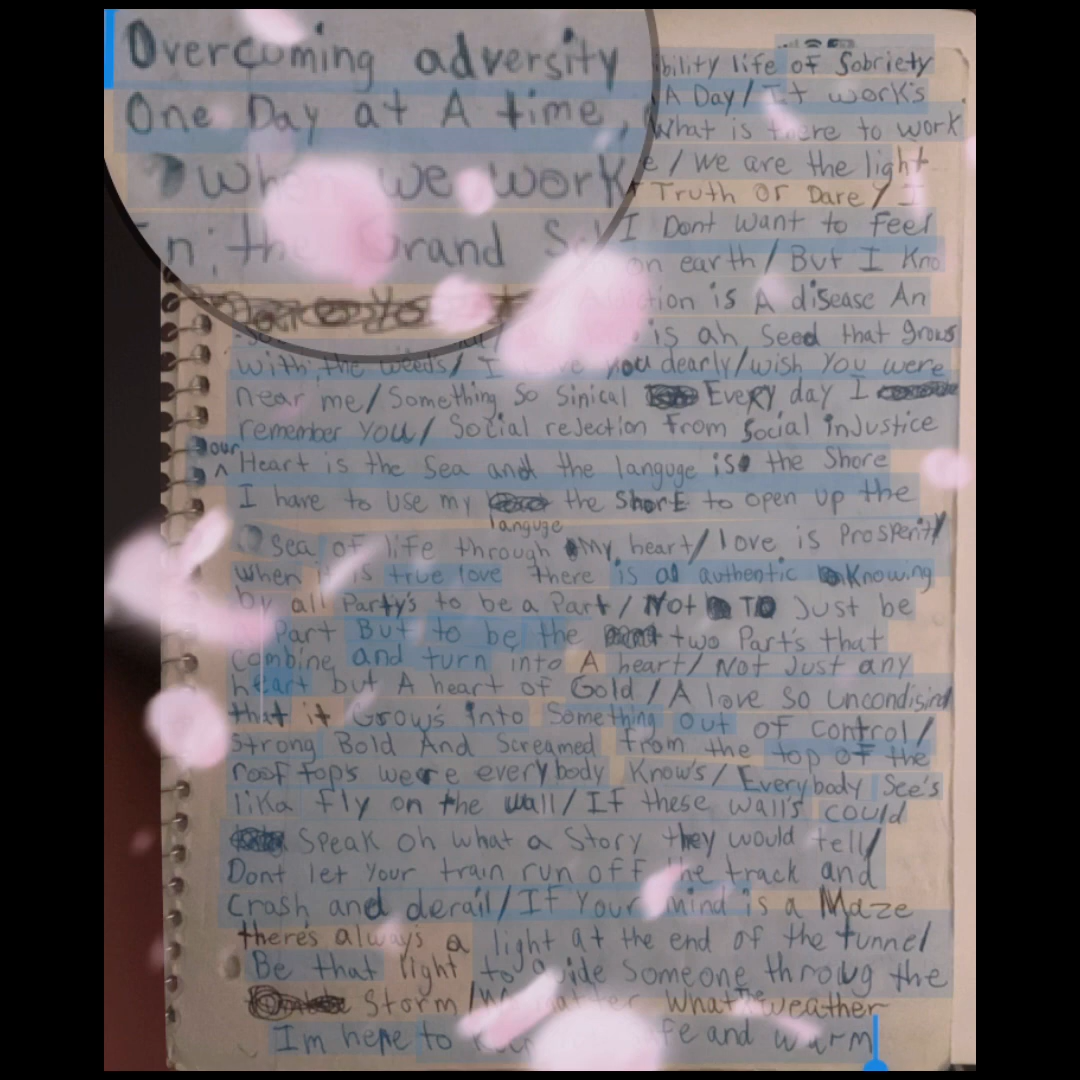 Overcoming adversity
One Day at A time,
we work
the Grand
bility life of Sobriety
A Day/It work's
What is there to work
e/We are the light
Truth Or Dare/I
I Dont want to feel
on earth/But I Kno
is A disease An
is ah Seed that grows
with the weeds/I you dearly/wish You were
near me/Something So Sinical Every day I
remember YOU/ Social rejection from Social inJustice
our
Heart is the Sea and the languge is the Shore
I have to Use my the ShorE to open up the
languge
Sea of life through My heart/love is Prosperity
when it is true love there is a authentic Knowing
by all Party's to be a Part/Not TO Just be
Part But to be the two Part's that
combine and turn into A heart/Not Just any
heart but A heart of Gold/A love so uncondisind
that it Grow's into Something out of control/
Strong Bold And Screamed from the top of the
roof top's were everybody Know's/Everybody See's
lika fly on the wall/If these wall's could
Speak oh what a Story they would tell/
Dont let Your train run off the track and
Crash and derail/If Your mind is a Maze
there's always a light at the end of the tunnel
Be that light to guide Someone throiug the
Storm/No matter what The weather
Im here to and warm